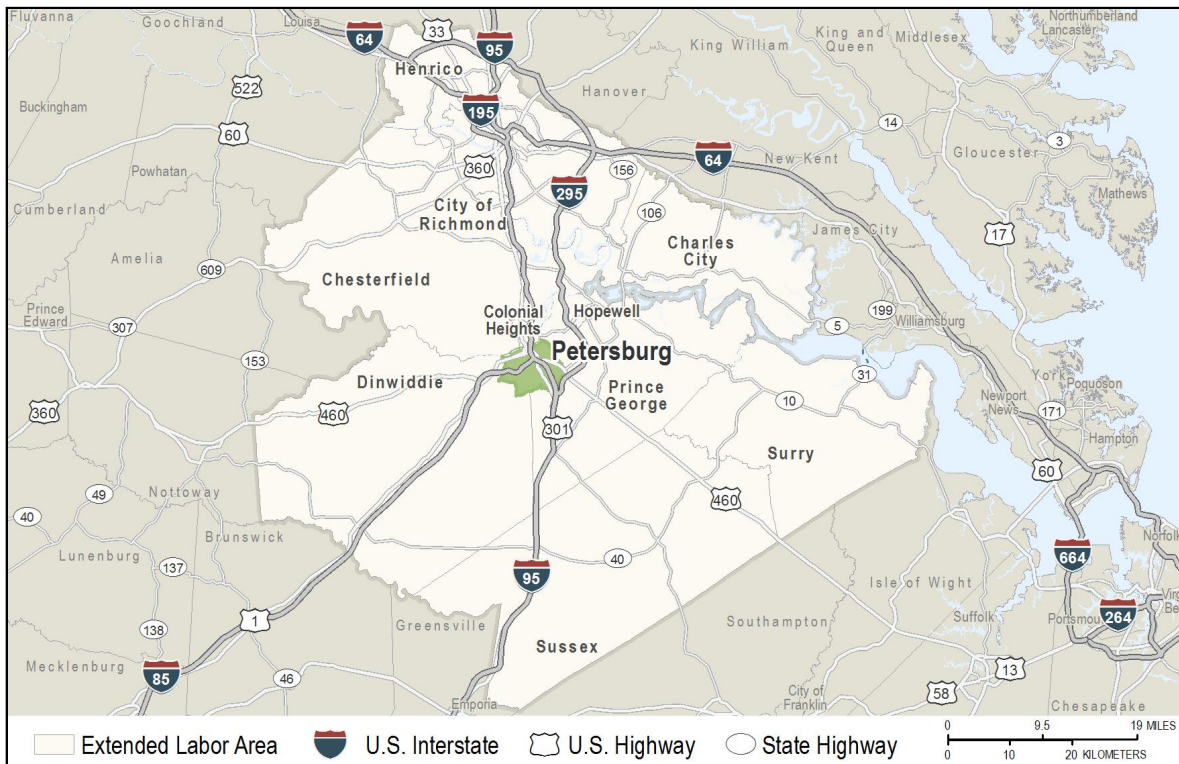 Fluvanna
Goochland
Louisa
64
33
95
Northumberland
Lancaster
King William
King and
Queen
Middlesex
Henrico
522
Hanover
Buckingham
195
60
14
3
360
64
New Kent
Gloucester
156
Powhatan
295
Mathews
Cumberland
City of
Richmond
106
17
James City
Charles
City
Amelia
609
Chesterfield
199
Prince
Edward
307
Colonial
Heights
Hopewell
5
Williamsburg
153
Petersburg
31
York
Poquoson
Dinwiddie
Prince
George
360
460
10
Newport
News
171
301
Hampton
Surry
60
49
Nottoway
460
40
Brunswick
Norfolk
Lunenburg
137
40
664
95
Isle of Wight
Suffolk
Portsmou
264
138
1
Greensville
Southampton
Sussex
Mecklenburg
85
46
13
58
City of
Franklin
Emporia
Chesapeake
Extended Labor Area
U.S. Interstate
U.S. Highway
State Highway
0 9.5 19 MILES
0 10 20 KILOMETERS